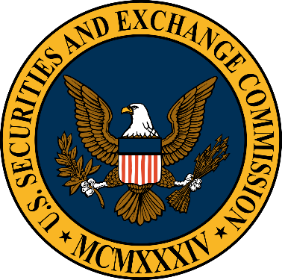 U.S. SECURITIES AND EXCHANGE COMMISSION
MCMXXXIV